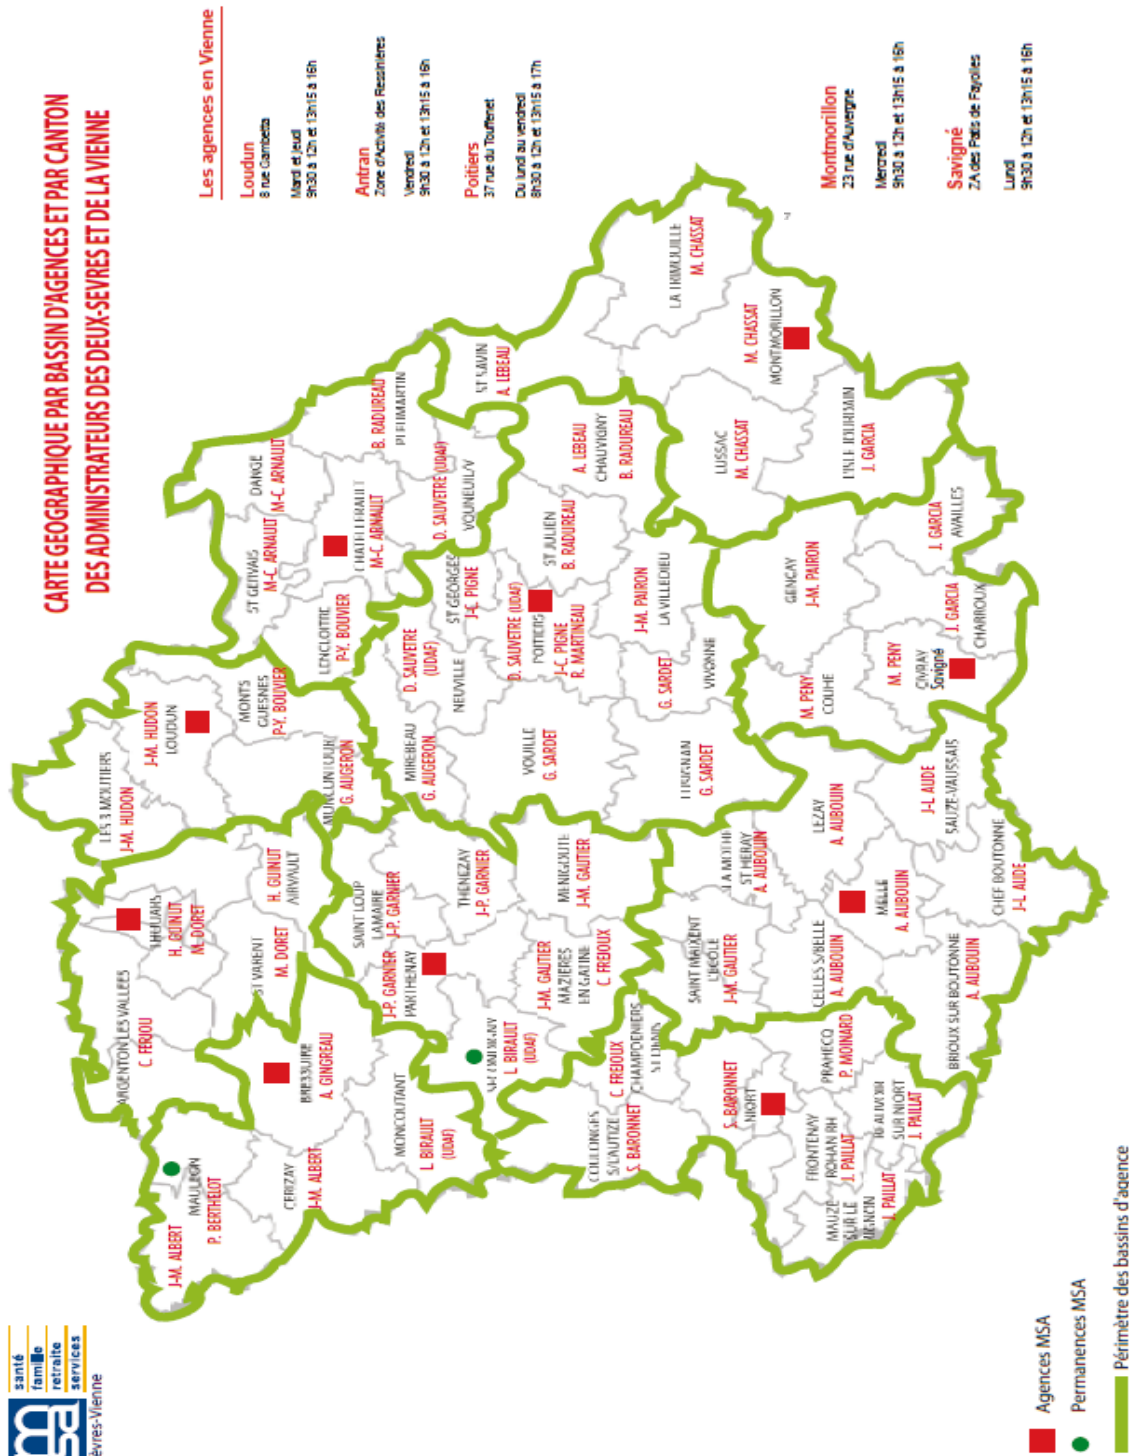 santé
famille
retraite
services
msa
èvres-Vienne
CARTE GEOGRAPHIQUE PAR BASSIN D'AGENCES ET PAR CANTON
DES ADMINISTRATEURS DES DEUX-SEVRES ET DE LA VIENNE
Les agences en Vienne
Loudun
8 rue Gambetta
Mardi et jeudi
9h30 à 12h et 13h15 à 16h
Antran
Zone d'Activité des
Vendredi
9h30 à 12h et 13h15 à 16h
Poitiers
37 rue du Touffenet
Du lundi au vendredi
8h30 à 12h et 13h15 à 17h
Montmorillon
23 rue d'Auvergne
Mercredi
9h30 à 12h et 13h15 à 16h
Savigné
ZA des Patis de Fayolles
Lundi
9h30 à 12h et 13h15 à 16h
LES 3 MOUTIERS
J-M. HUDON
J-M. HUDON
LOUDUN
MONTS
GUESNES
P-Y. BOUVIER
MONCONTOUR
G. AUGERON
ST GERVAIS
M-C. ARNAULT
DANGE
M-C. ARNAULT
CHATELLERAULT
M-C. ARNAULT
LENCLOITRE
P-Y. BOUVIER
B. RADUREAU
PLEUMARTIN
D. SAUVETRE (UDAF)
VOUNEUIL/V
ST SAVIN
A. LEBEAU
MIREBEAU
G. AUGERON
D. SAUVETRE
(UDAF)
NEUVILLE
ST GEORGES
J-C. PIGNE
D. SAUVETRE (UDAF)
POITIERS
J-C. PIGNE
R. MARTINEAU
ST JULIEN
B. RADUREAU
A. LEBEAU
CHAUVIGNY
B. RADUREAU
VOUILLE
G. SARDET
J-M. PAIRON
LA VILLEDIEU
G. SARDET
VIVONNE
LUSIGNAN
G. SARDET
LA TRIMOUILLE
M. CHASSAT
M. CHASSAT
MONTMORILLON
LUSSAC
M. CHASSAT
L'ISLE JOURDAIN
J. GARCIA
GENCAY
J-M. PAIRON
J. GARCIA
AVAILLES
J. GARCIA
CHARROUX
M. PENY
COUHE
M. PENY
CIVRAY
Savigné
J-M. ALBERT
MAULEON
P. BERTHELOT
ARGENTON LES VALLEES
C. FERJOU
THOUARS
H. GUINUT
M. DORET
ST VARENT
M. DORET
H. GUINUT
AIRVAULT
BRESSUIRE
A. GINGREAU
CERIZAY
J-M. ALBERT
MONCOUTANT
L. BIRAULT
(UDAF)
SAINT LOUP
LAMAIRE
J-P. GARNIER
J-P. GARNIER
PARTHENAY
THENEZAY
J-P. GARNIER
L. BIRAULT
(UDAF)
J-M. GAUTIER
MAZIERES
EN GATINE
C. FREJOUX
MENIGOUTE
J-M. GAUTIER
COULONGES
S/L'AUTIZE
S. BARONNET
C. FREJOUX
CHAMPDENIERS
ST DENIS
SAINT MAIXENT
L'ECOLE
J-M. GAUTIER
LA MOTHE
ST HERAY
A. AUBOUIN
S. BARONNET
NIORT
PRAHECQ
P. MOINARD
FRONTENAY
ROHAN RH
J. PAILLAT
BEAUVOIR
SUR NIORT
J. PAILLAT
MAUZE
SUR LE
MIGNON
J. PAILLAT
CELLES S/BELLE
A. AUBOUIN
MELLE
A. AUBOUIN
LEZAY
A. AUBOUIN
J-L AUDE
SAUZE-VAUSSAIS
CHEF BOUTONNE
J-L AUDE
BRIOUX SUR BOUTONNE
A. AUBOUIN
Agences MSA
Permanences MSA
Périmètre des bassins d'agence